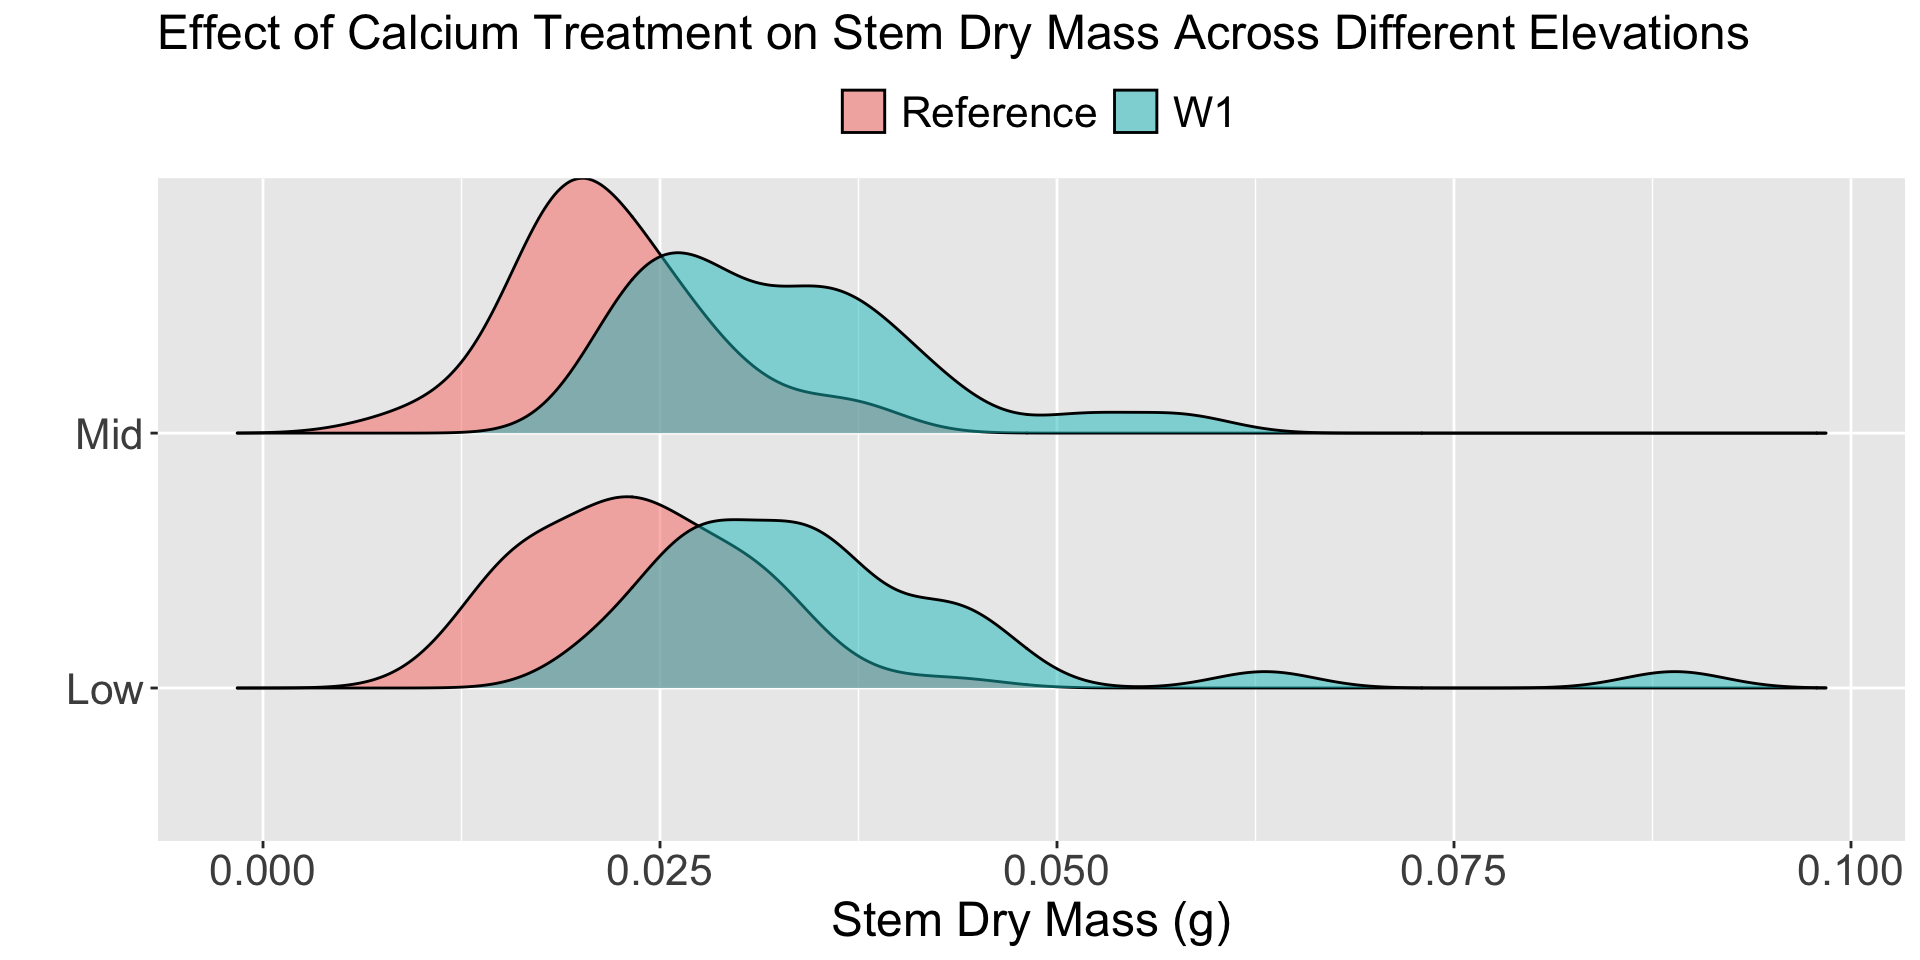 Effect of Calcium Treatment on Stem Dry Mass Across Different Elevations
Reference W1
Mid
Low
0.000 0.025 0.050 0.075 0.100
Stem Dry Mass (g)